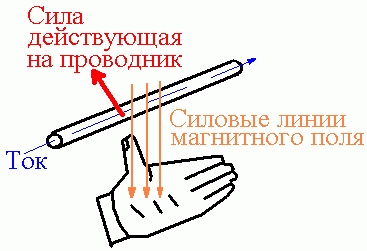 Сила
действующая
на проводник
Силовые линии
магнитного поля
Ток